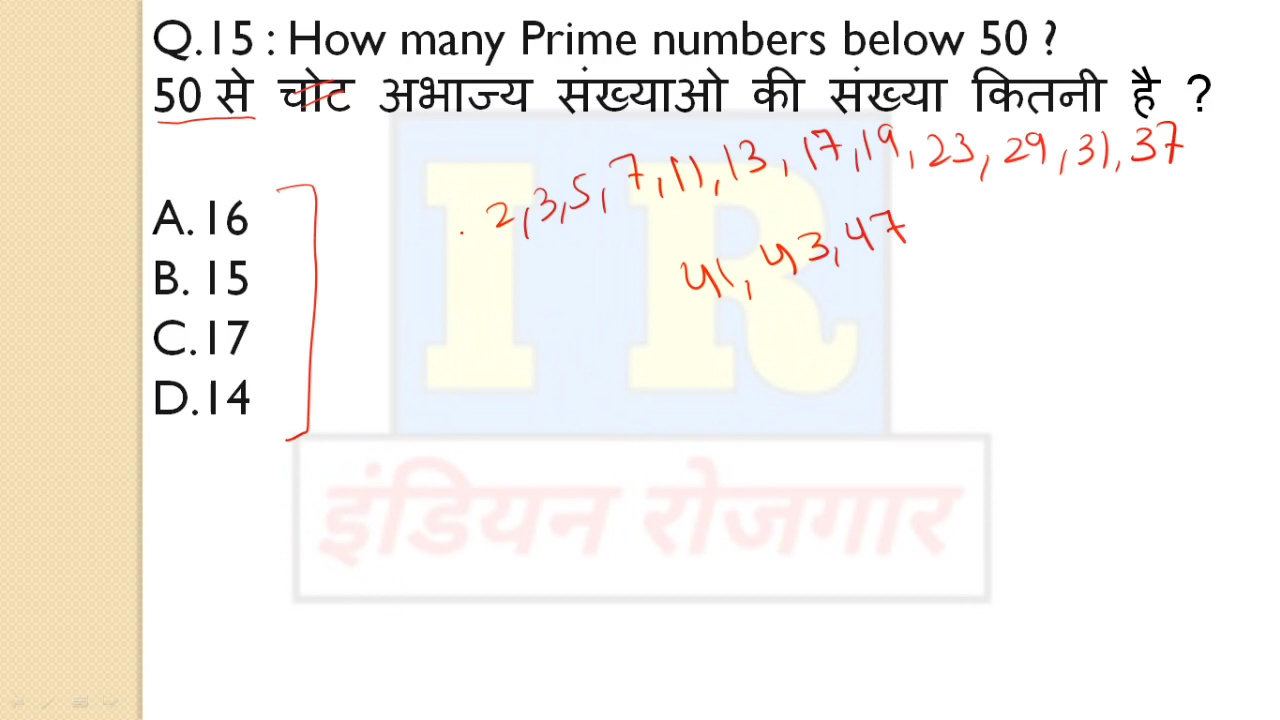 Q.15 : How many Prime numbers below 50 ?
50 से चोट अभाज्य संख्याओ की संख्या कितनी है ?
2,3,5,7,11,13,17,19,23,29,31,37
41,43,47
A. 16
B. 15
C. 17
D. 14
I R
इंडियन रोजगार